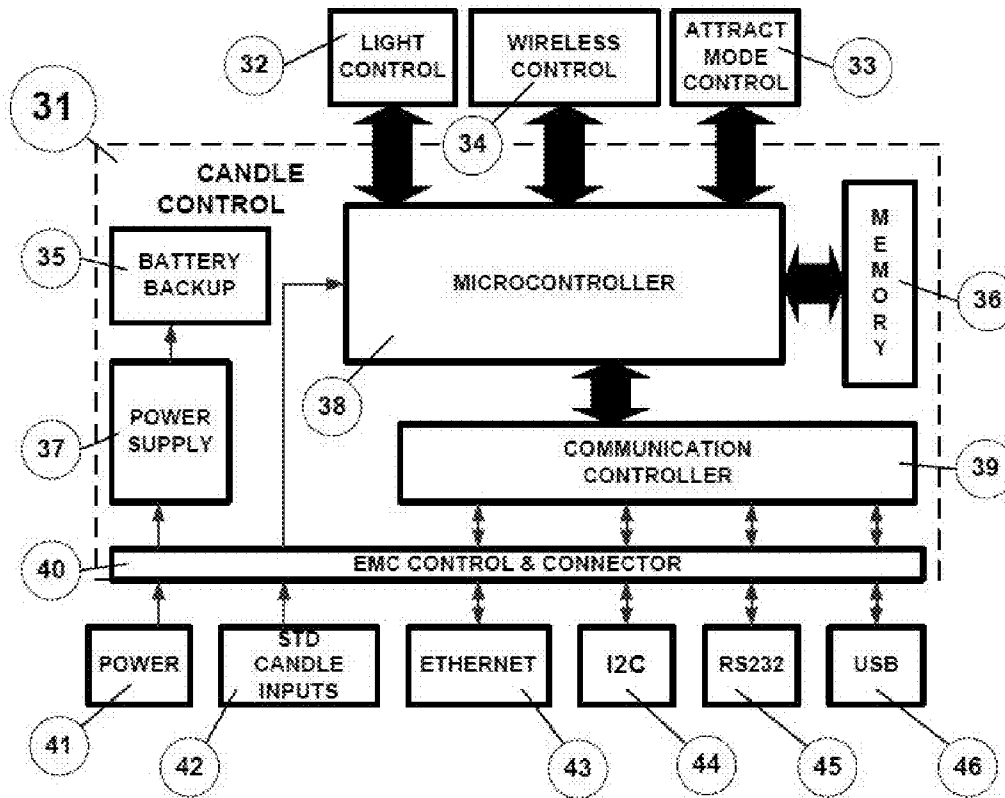 32
LIGHT
CONTROL
WIRELESS
CONTROL
ATTRACT
MODE
CONTROL
33
31
34
CANDLE
CONTROL
35
BATTERY
BACKUP
MICROCONTROLLER
M
E
M
O
R
Y
36
38
37
POWER
SUPPLY
COMMUNICATION
CONTROLLER
39
40
EMC CONTROL & CONNECTOR
POWER
STD
CANDLE
INPUTS
ETHERNET
I2C
RS232
USB
41
42
43
44
45
46